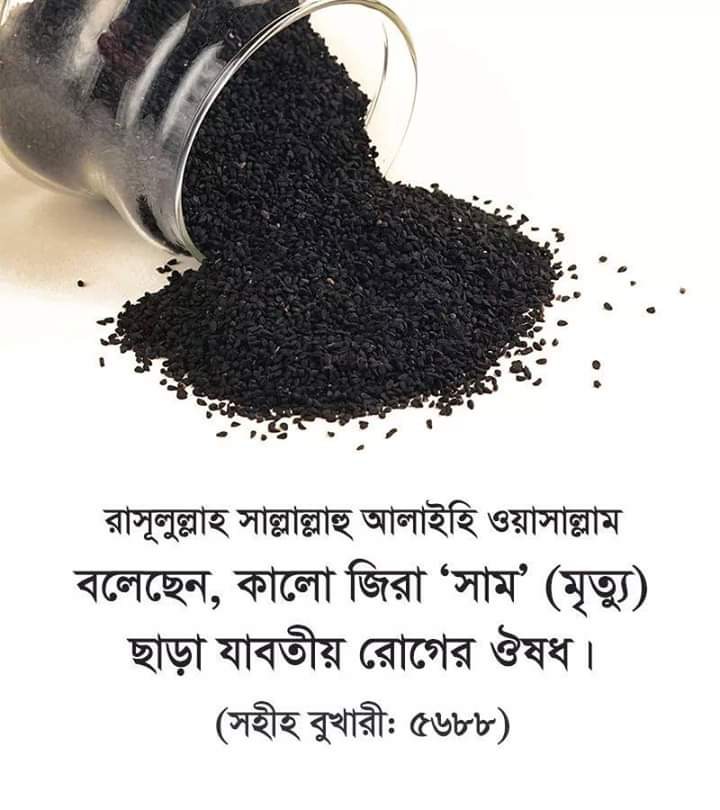 রাসূলুল্লাহ সাল্লাল্লাহু আলাইহি ওয়াসাল্লাম
বলেছেন, কালো জিরা ‘সাম’ (মৃত্যু)
ছাড়া যাবতীয় রোগের ঔষধ।
(সহীহ বুখারী: ৫৬৮৮)